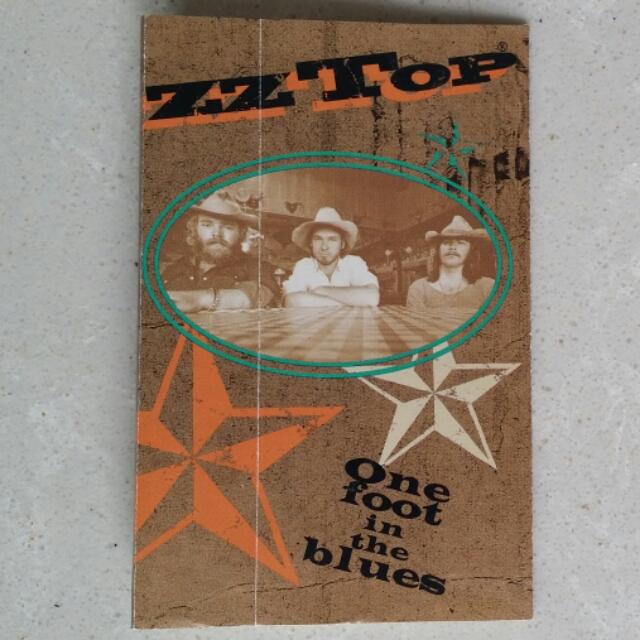 ZZ TOP®
One
foot
in
the
blues